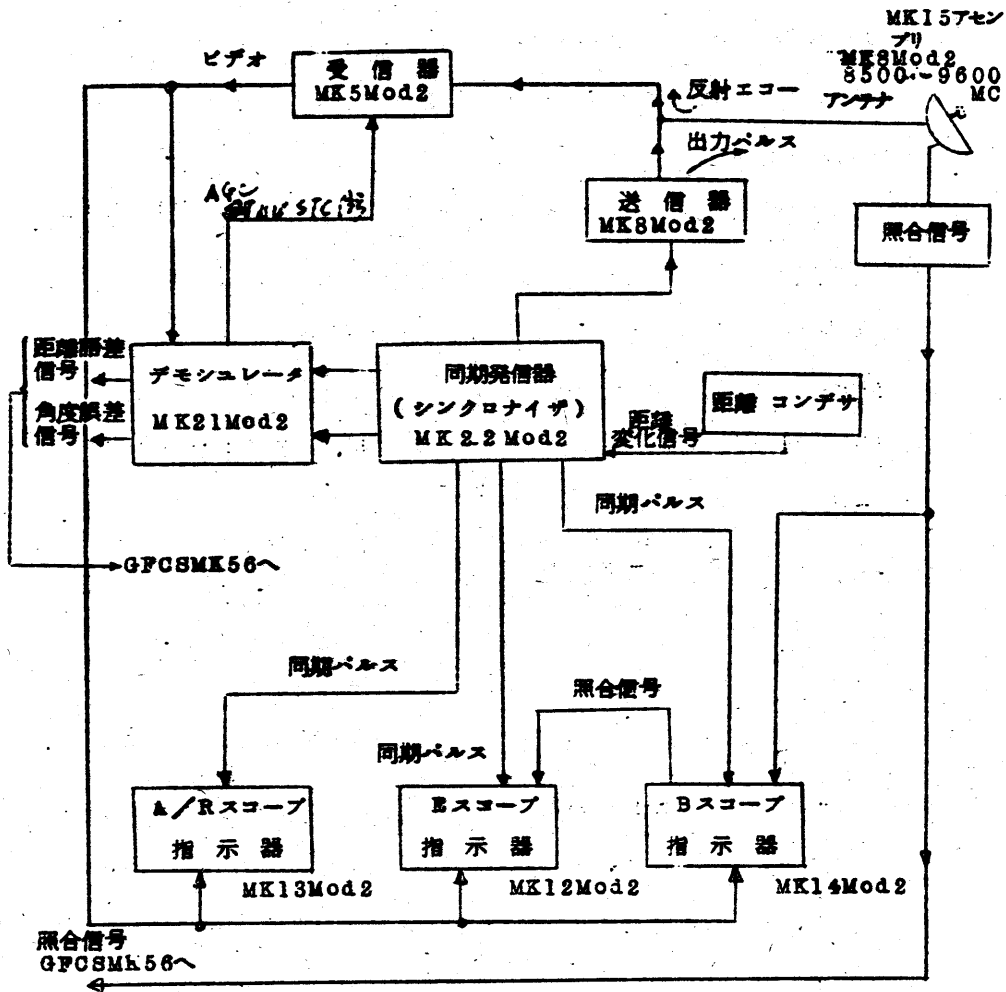 MK15アセン
ブリ
MK8Mod2
8500~9600
MC
アンテナ
ビデオ
受信器
MK5Mod2
反射エコー
出力パルス
送信器
MK8Mod2
照合信号
STC
距離語差
信号
角度誤差
信号
デモシュレータ
MK21Mod2
同期発信器
(シンクロナイザ)
MK22Mod2
距離
変化信号
距離 コンデサ
同期パルス
GFCSMK56へ
同期パルス
照合信号
同期パルス
A/Rスコープ
指示器
MK13Mod2
Eスコープ
指示器
MK12Mod2
Bスコープ
指示器
MK14Mod2
照合信号
GFCSMk56へ